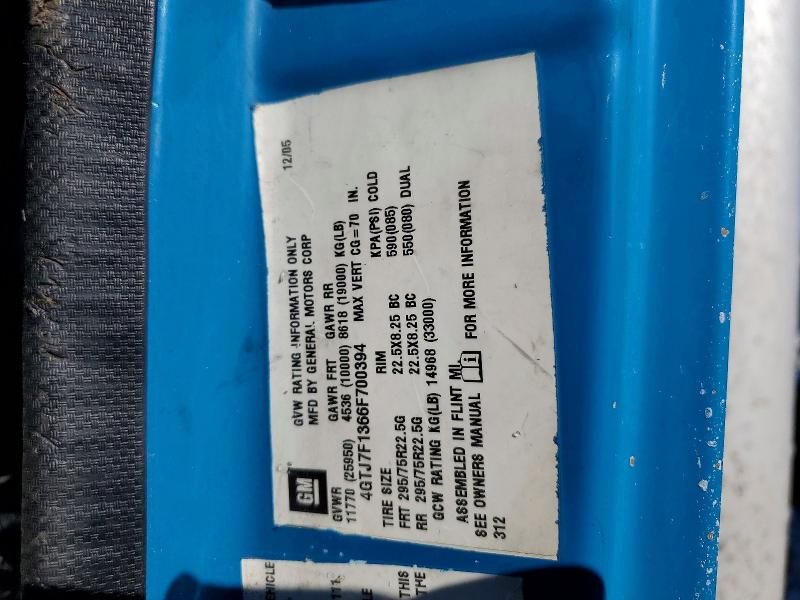 GM
GVW RATING INFORMATION ONLY
MFD BY GENERAL MOTORS CORP
12/05
GVWR GAWR FRT GAWR RR
11770 (25950) 4536 (10000) 8618 (19000) KG(LB)
4GTJ7F1366F700394 MAX VERT CG=70 IN.
TIRE SIZE RIM KPA(PSI) COLD
FRT 295/75R22.5G 22.5X8.25 BC 590(085)
RR 295/75R22.5G 22.5X8.25 BC 550(080) DUAL
GCW RATING KG(LB) 14968 (33000)
ASSEMBLED IN FLINT MI.
SEE OWNERS MANUAL FOR MORE INFORMATION
312
THIS
THE